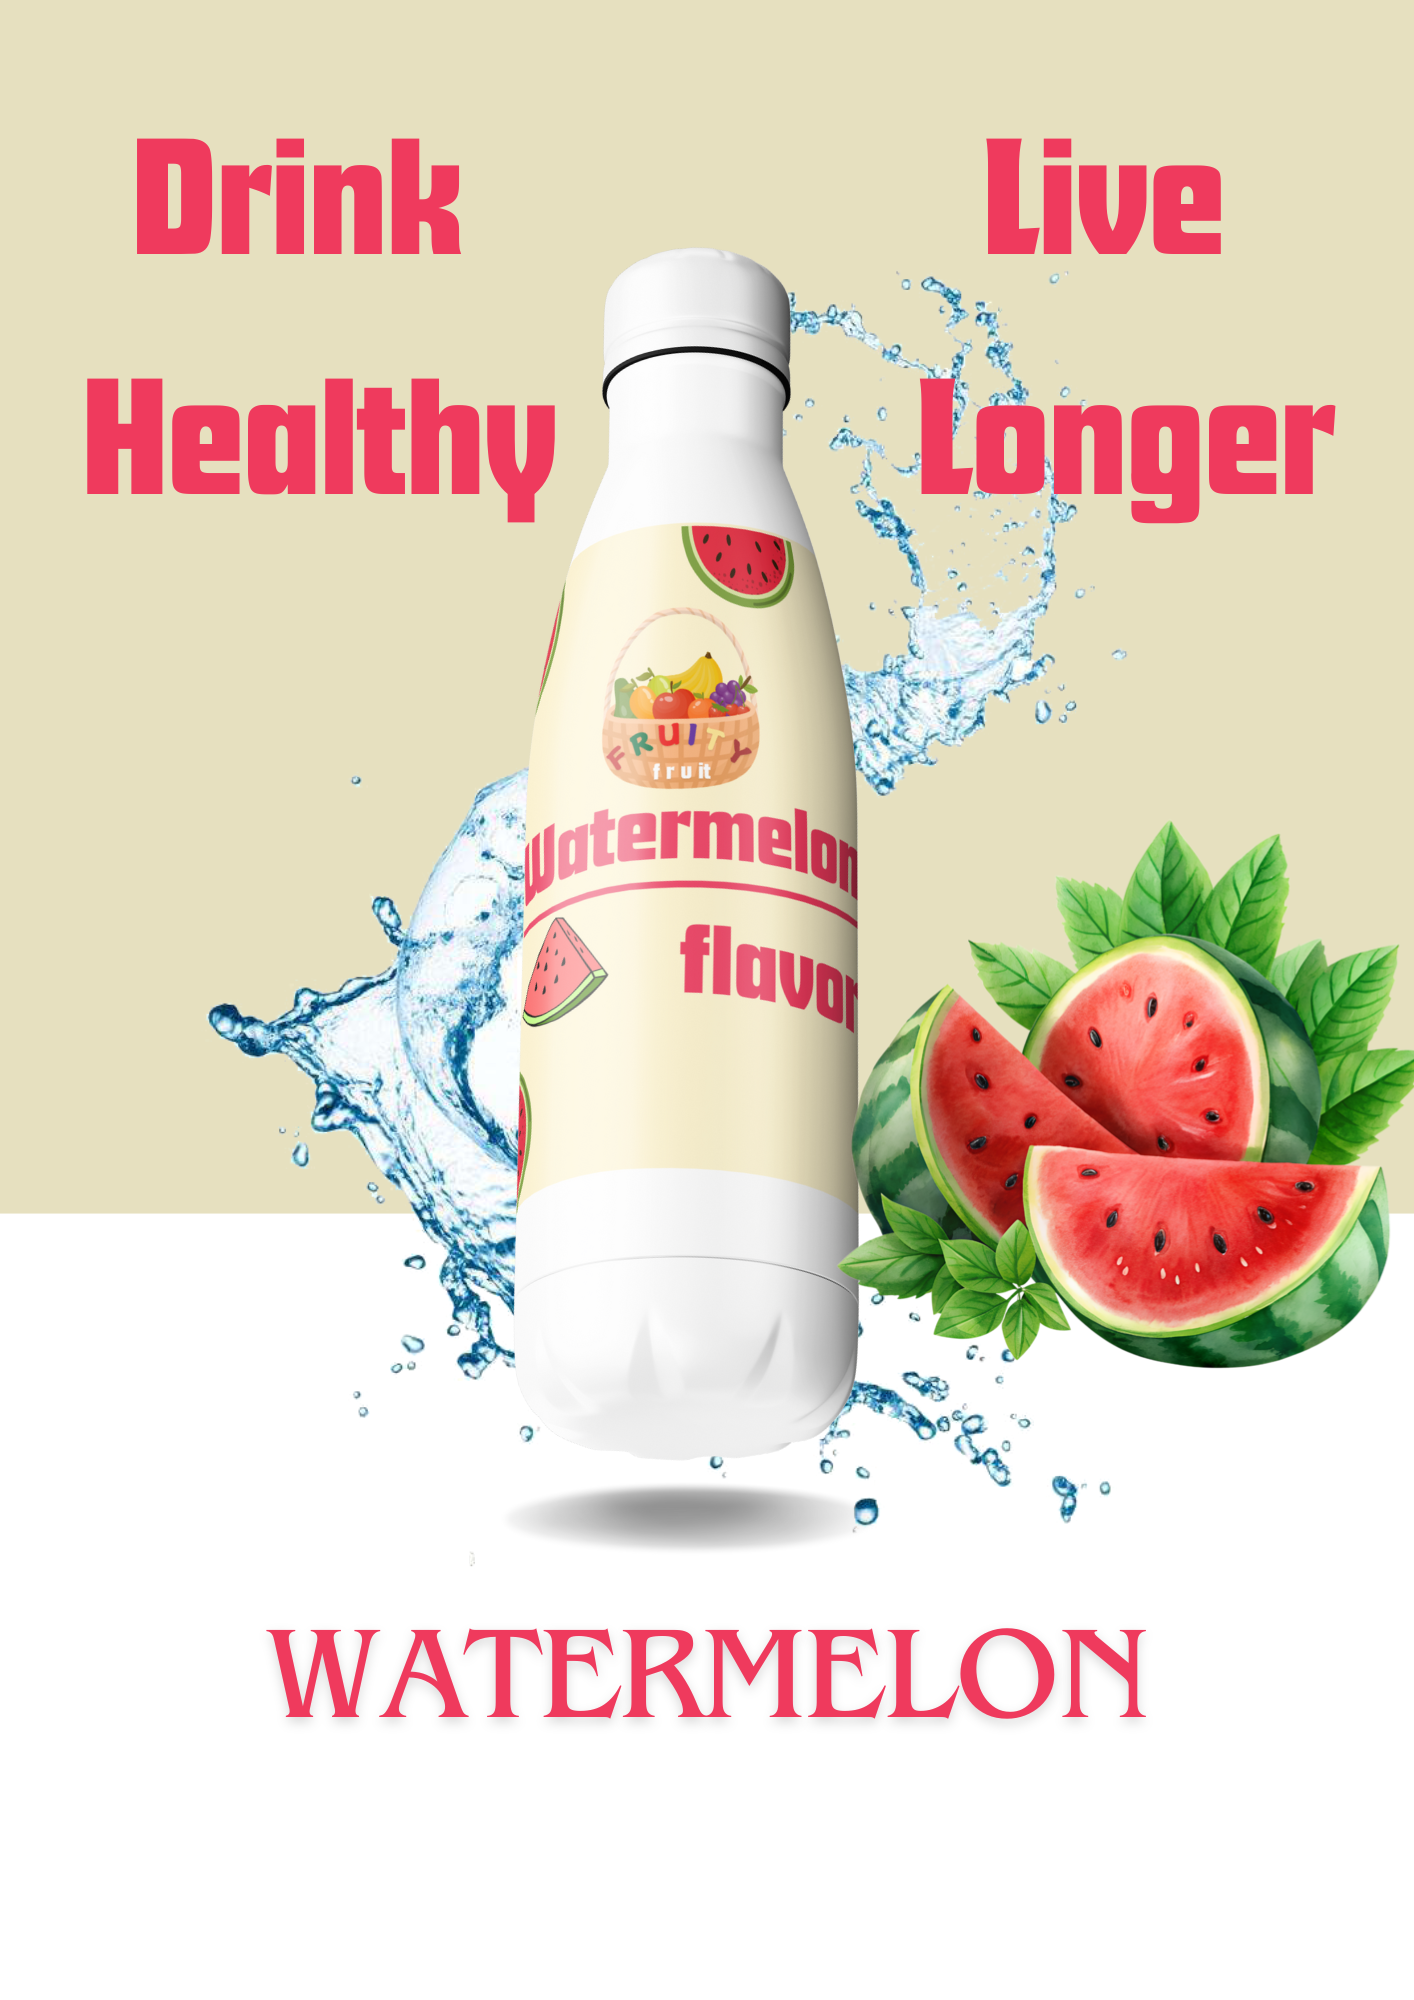 Drink
Healthy
Live
Longer
FRUITY
fruit
Watermelon
flavor
WATERMELON